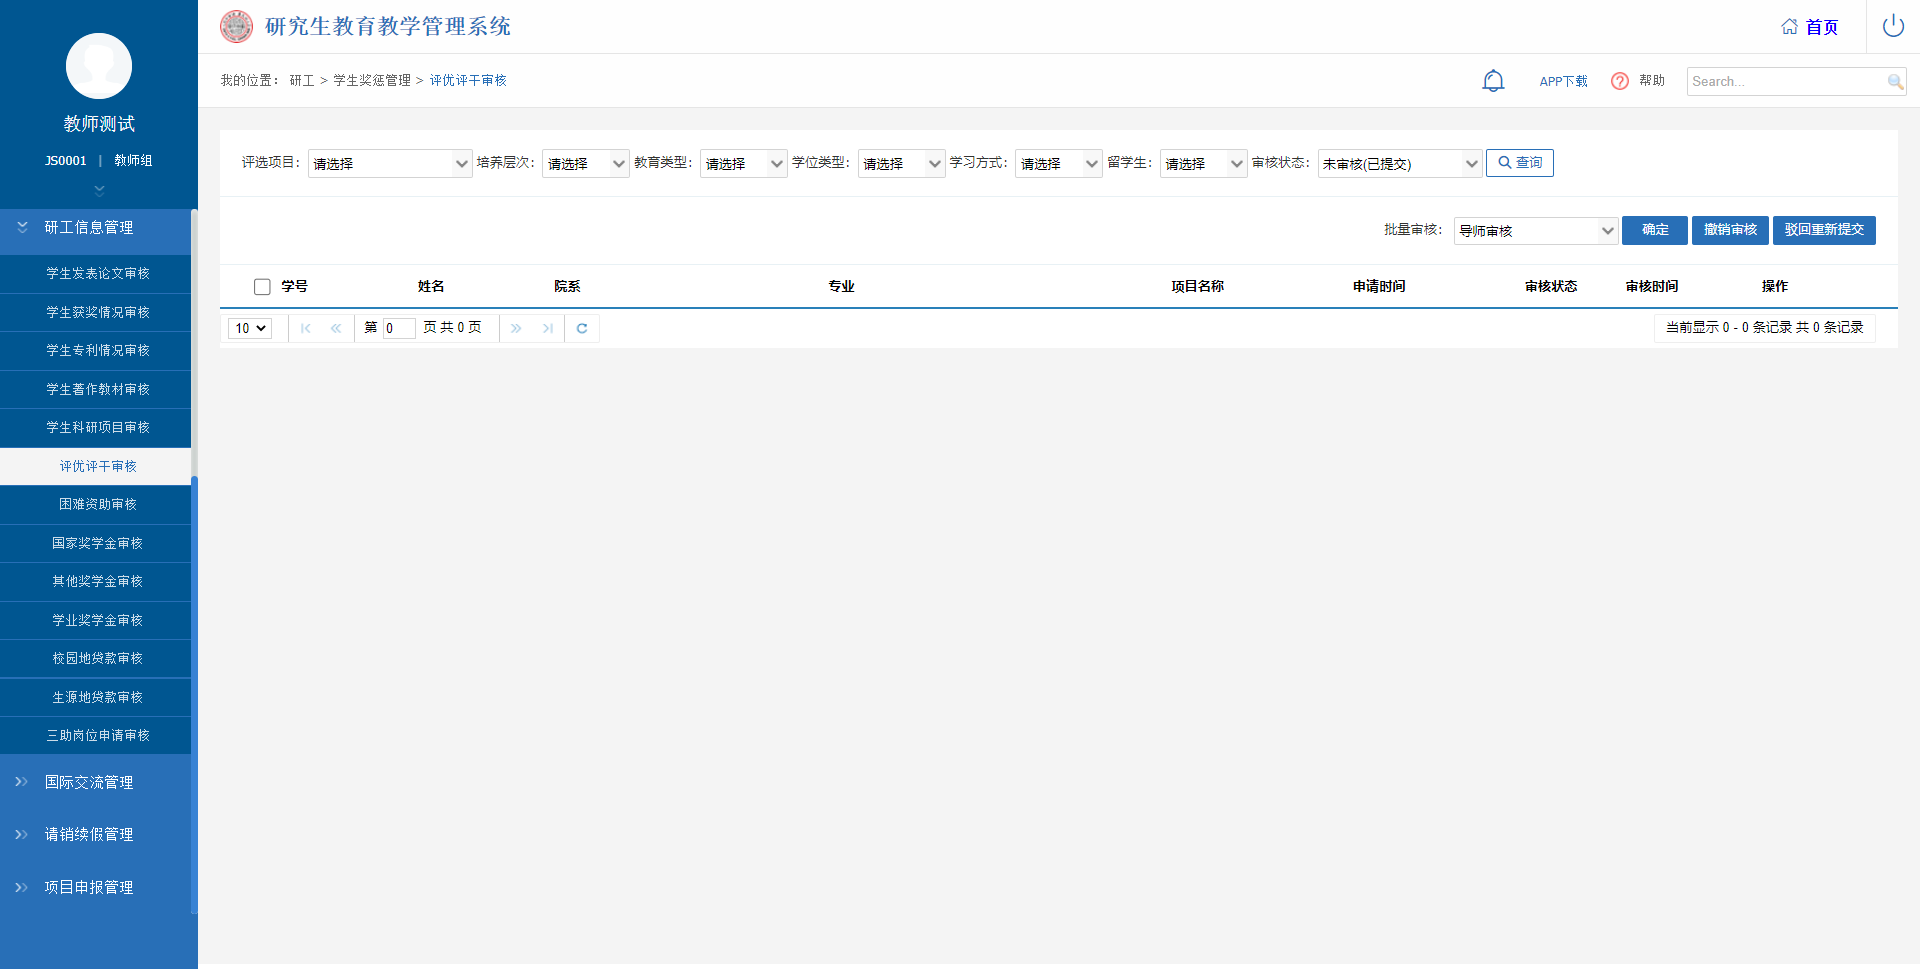 教师测试
JS0001 | 教师组
研工信息管理
学生发表论文审核
学生获奖情况审核
学生专利情况审核
学生著作教材审核
学生科研项目审核
评优评干审核
困难资助审核
国家奖学金审核
其他奖学金审核
学业奖学金审核
校园地贷款审核
生源地贷款审核
三助岗位申请审核
国际交流管理
请销续假管理
项目申报管理
研究生教育教学管理系统
首页
我的位置： 研工 > 学生奖惩管理 > 评优评干审核
APP下载 帮助 Search...
评选项目： 请选择 培养层次： 请选择 教育类型： 请选择 学位类型： 请选择 学习方式： 请选择 留学生： 请选择 审核状态： 未审核(已提交) 查询
批量审核： 导师审核 确定 撤销审核 驳回重新提交
学号 姓名 院系 专业 项目名称 申请时间 审核状态 审核时间 操作
10 第 0 页 共 0 页 当前显示 0 - 0 条记录 共 0 条记录